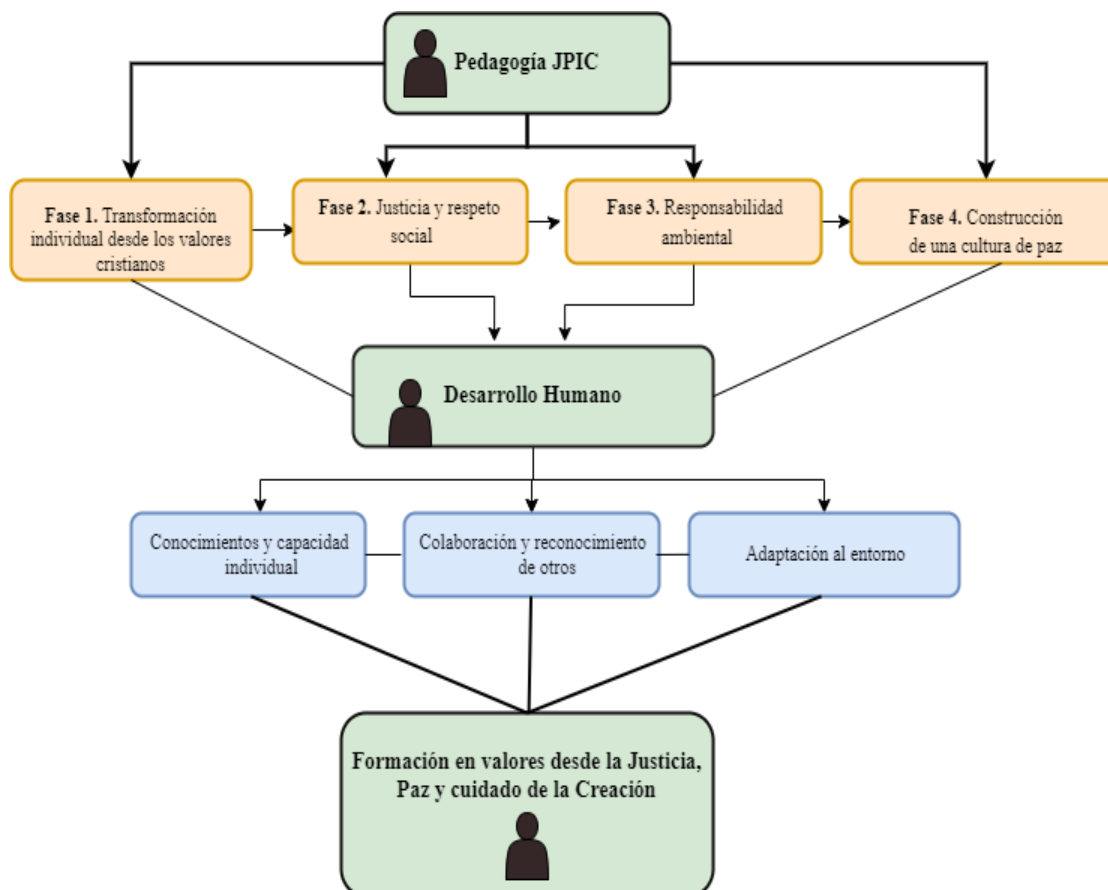 Pedagogía JPIC
Fase 1. Transformación
individual desde los valores
cristianos
Fase 2. Justicia y respeto
social
Fase 3. Responsabilidad
ambiental
Fase 4. Construcción
de una cultura de paz
Desarrollo Humano
Conocimientos y capacidad
individual
Colaboración y reconocimiento
de otros
Adaptación al entorno
Formación en valores desde la Justicia,
Paz y cuidado de la Creación